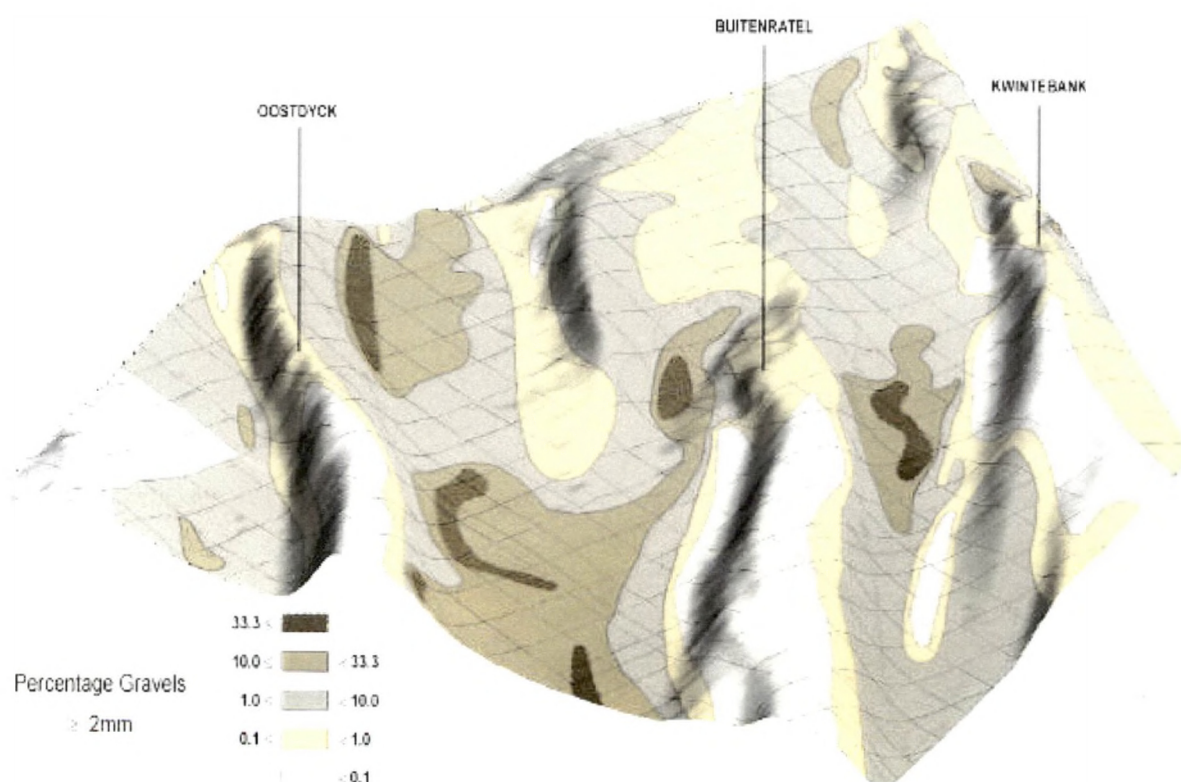 BUITENRATEL
KWINTEBANK
OOSTDYCK
33.3 <
10.0 ≤ ≤ 33.3
1.0 ≤ < 10.0
0.1 < < 1.0
< 0.1
Percentage Gravels
≥ 2mm